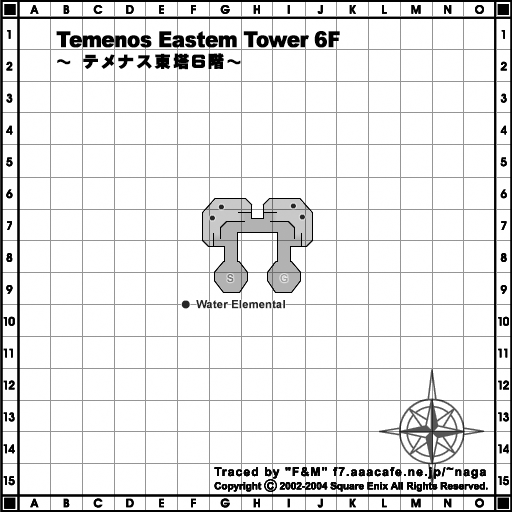 A B C D E F G H I J K L M N O
1 1
Temenos Eastem Tower 6F
2 2
～ テメナス東塔6階～
3 3
4 4
5 5
6 6
7 7
8 8
S G
9 9
Water Elemental
10 10
11 11
12 12
13 13
14 14
Traced by "F&M" f7.aaacafe.ne.jp/~naga
15 15
Copyright © 2002-2004 Square Enix All Rights Reserved.
A B C D E F G H I J K L M N O